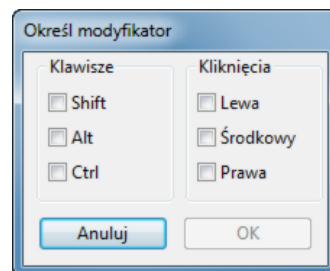 Określ modyfikator
Klawisze
Shift
Alt
Ctrl
Kliknięcia
Lewa
Środkowy
Prawa
Anuluj
OK